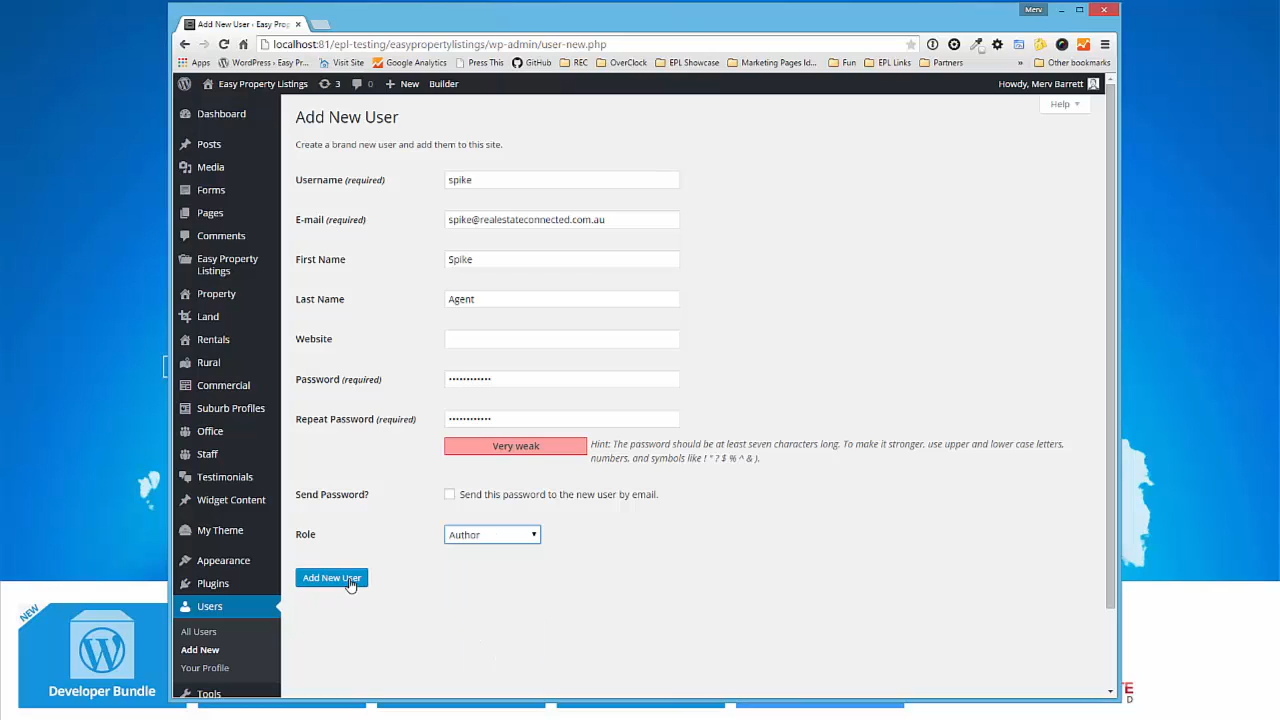 Merv
Add New User ‹ Easy Prop
localhost:81/epl-testing/easypropertylistings/wp-admin/user-new.php
Apps
WordPress › Easy Pr...
Visit Site
Google Analytics
Press This
GitHub
REC
OverClock
EPL Showcase
Marketing Pages Id...
Fun
EPL Links
Partners
»
Other bookmarks
Easy Property Listings
3
0
New
Builder
Howdy, Merv Barrett
Help
Dashboard
Posts
Media
Forms
Pages
Comments
Easy Property
Listings
Property
Land
Rentals
Rural
Commercial
Suburb Profiles
Office
Staff
Testimonials
Widget Content
My Theme
Appearance
Plugins
Users
All Users
Add New
Your Profile
Tools
Add New User
Create a brand new user and add them to this site.
Username (required)
spike
E-mail (required)
spike@realestateconnected.com.au
First Name
Spike
Last Name
Agent
Website
Password (required)
••••••••••••
Repeat Password (required)
••••••••••••
Very weak
Hint: The password should be at least seven characters long. To make it stronger, use upper and lower case letters,
numbers, and symbols like ! " ? $ % ^ & ).
Send Password?
Send this password to the new user by email.
Role
Author
Add New User
NEW
Developer Bundle
TE
D